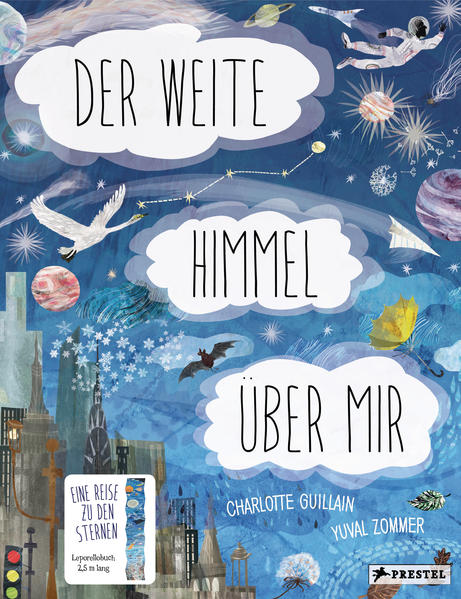 DER WEITE
HIMMEL
ÜBER MIR
CHARLOTTE GUILLAIN
YUVAL ZOMMER
EINE REISE
ZU DEN
STERNEN
Leporellobuch
2,5 m lang
PRESTEL